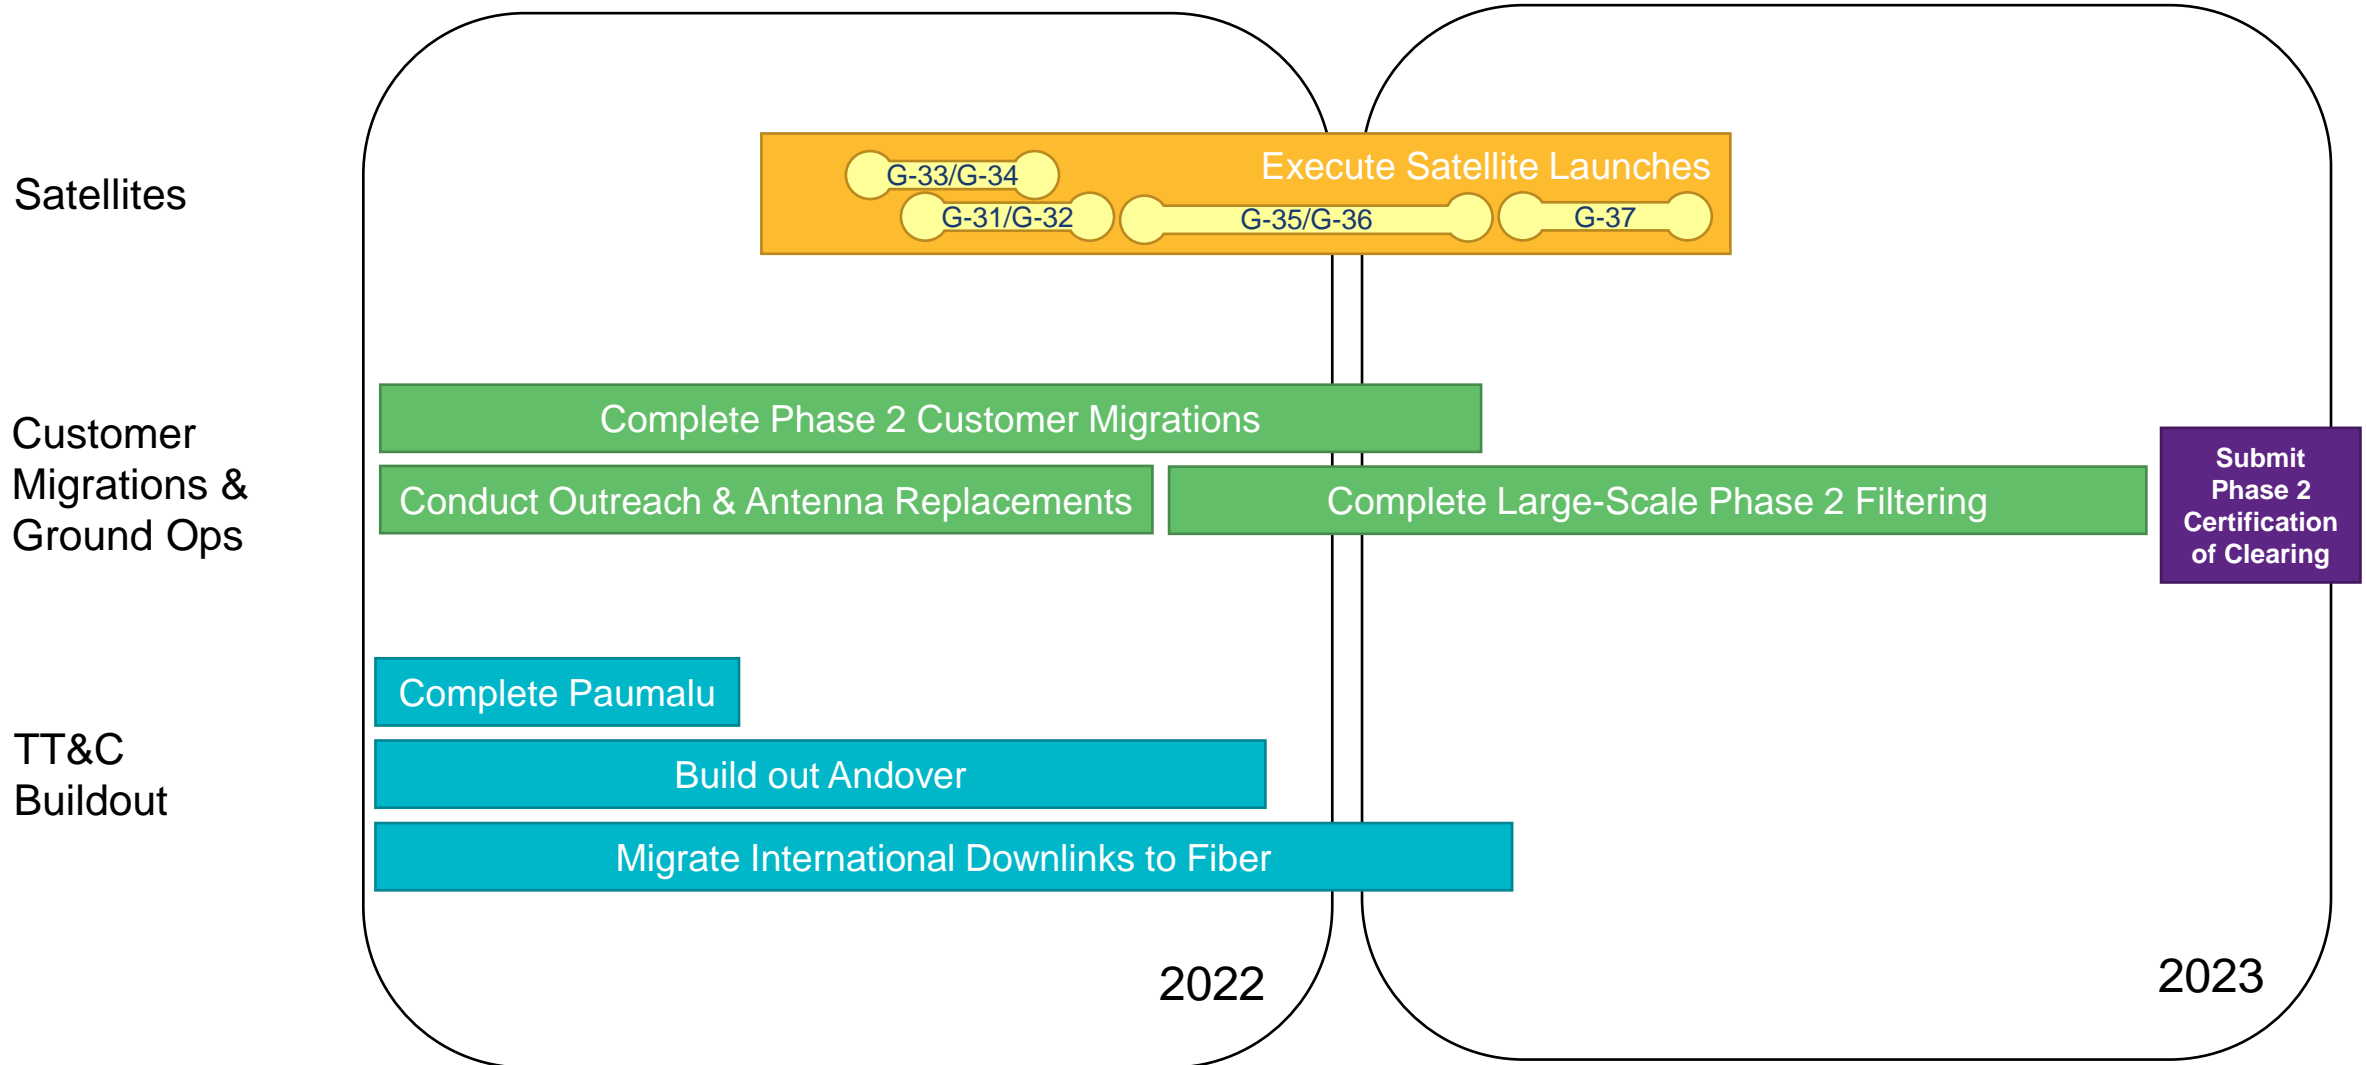 Satellites
Execute Satellite Launches
G-33/G-34
G-31/G-32
G-35/G-36
G-37
Customer
Migrations &
Ground Ops
Complete Phase 2 Customer Migrations
Conduct Outreach & Antenna Replacements
Complete Large-Scale Phase 2 Filtering
Submit
Phase 2
Certification
of Clearing
TT&C
Buildout
Complete Paumalu
Build out Andover
Migrate International Downlinks to Fiber
2022
2023